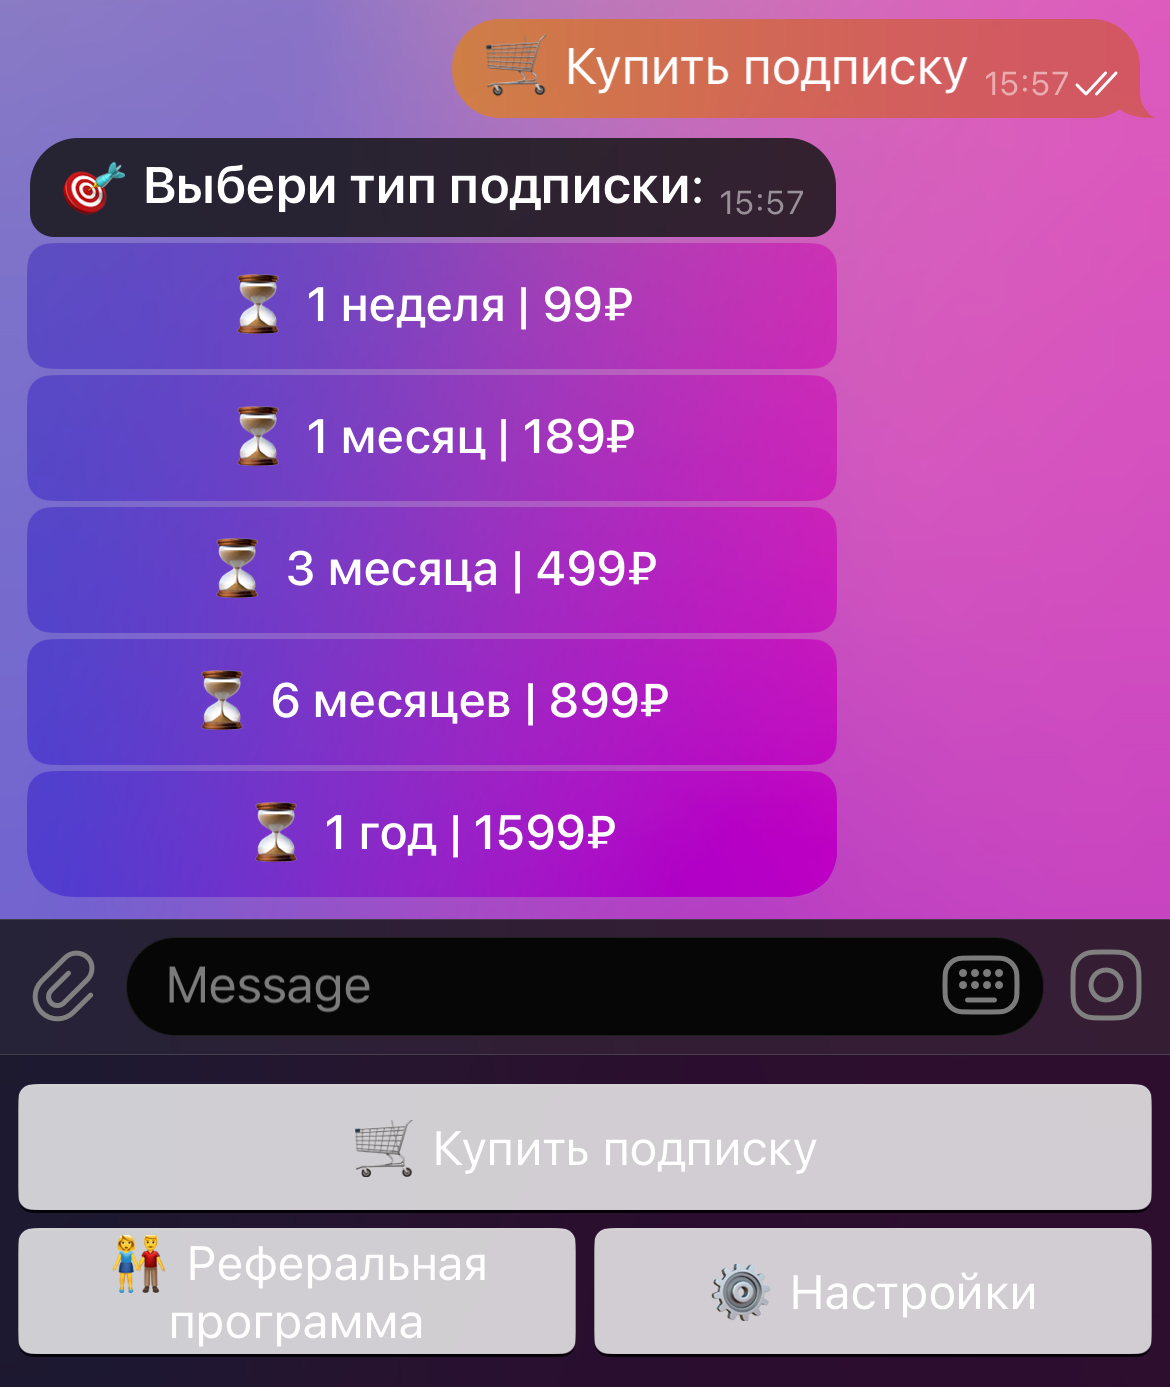 🛒 Купить подписку 15:57
🎯 Выбери тип подписки: 15:57
⏳ 1 неделя | 99₽
⏳ 1 месяц | 189₽
⏳ 3 месяца | 499₽
⏳ 6 месяцев | 899₽
⏳ 1 год | 1599₽
Message
🛒 Купить подписку
👫 Реферальная
программа
⚙️ Настройки